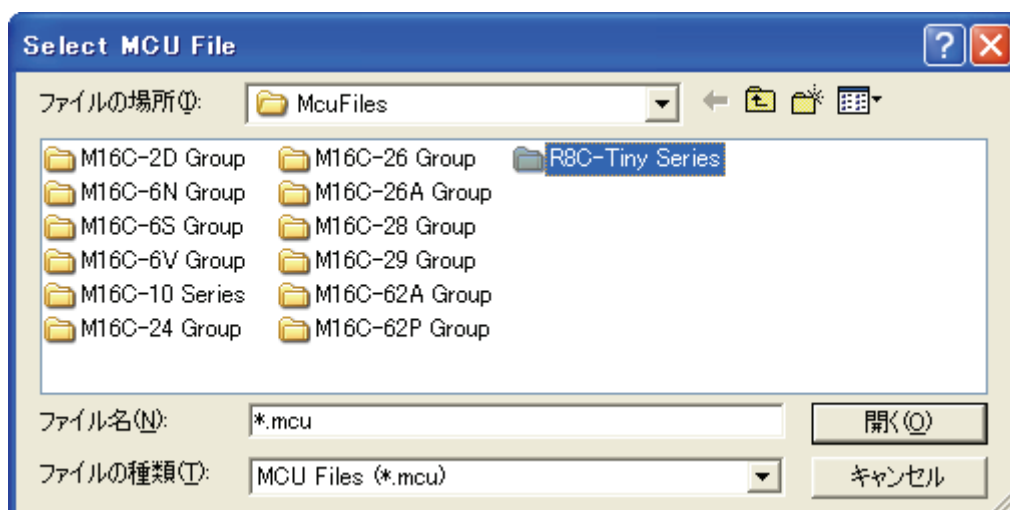 Select MCU File
ファイルの場所(I): McuFiles
M16C-2D Group M16C-26 Group R8C-Tiny Series
M16C-6N Group M16C-26A Group
M16C-6S Group M16C-28 Group
M16C-6V Group M16C-29 Group
M16C-10 Series M16C-62A Group
M16C-24 Group M16C-62P Group
ファイル名(N): *.mcu 開く(O)
ファイルの種類(T): MCU Files (*.mcu) キャンセル